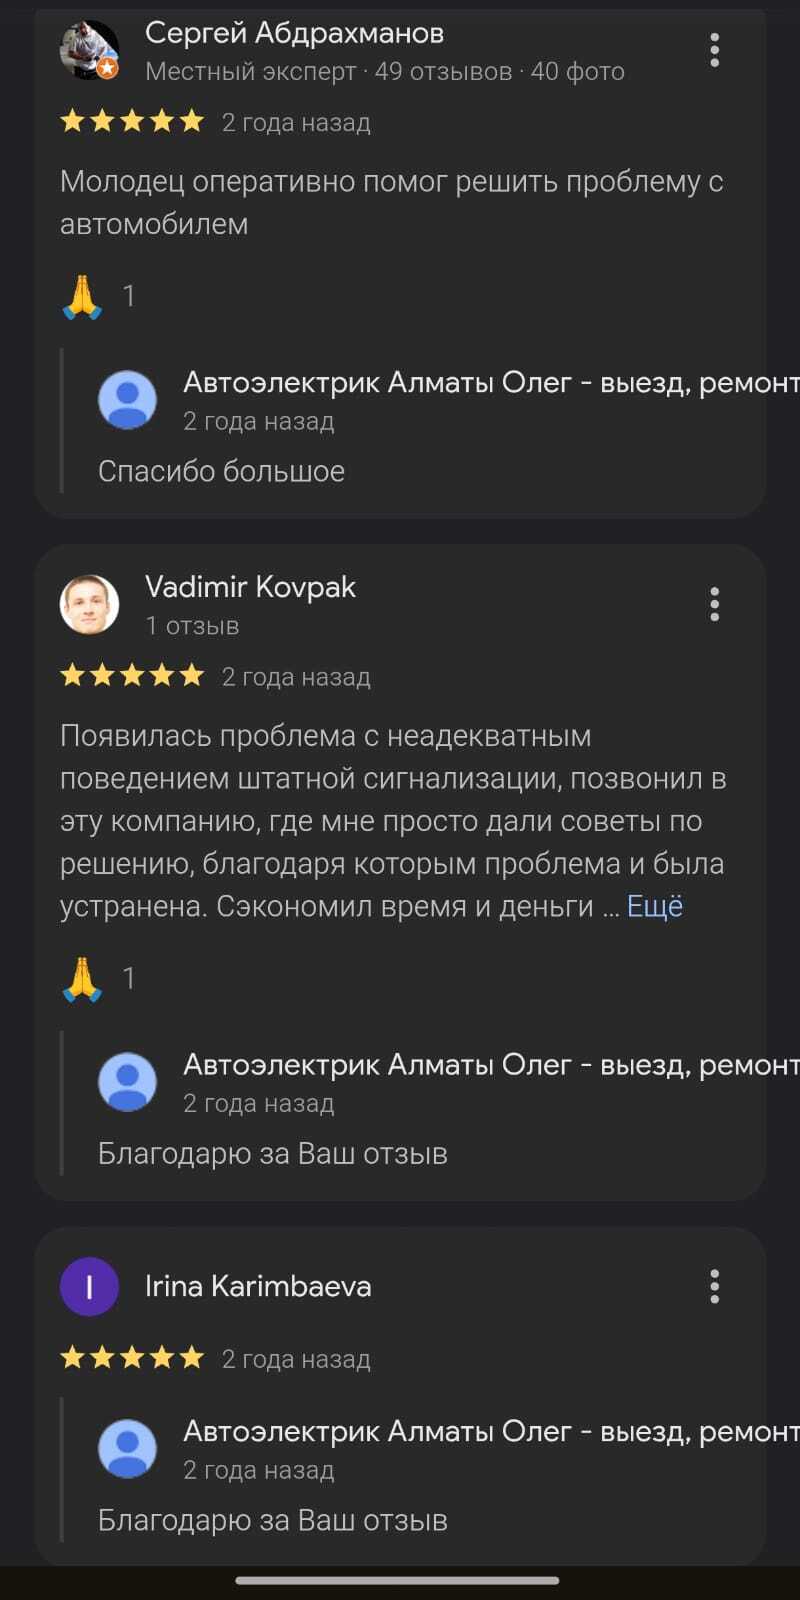 Сергей Абдрахманов
Местный эксперт · 49 отзывов · 40 фото
2 года назад
Молодец оперативно помог решить проблему с
автомобилем
🙏 1
Автоэлектрик Алматы Олег - выезд, ремонт
2 года назад
Спасибо большое
Vadimir Kovpak
1 отзыв
2 года назад
Появилась проблема с неадекватным
поведением штатной сигнализации, позвонил в
эту компанию, где мне просто дали советы по
решению, благодаря которым проблема и была
устранена. Сэкономил время и деньги ... Ещё
🙏 1
Автоэлектрик Алматы Олег - выезд, ремонт
2 года назад
Благодарю за Ваш отзыв
I
Irina Karimbaeva
2 года назад
Автоэлектрик Алматы Олег - выезд, ремонт
2 года назад
Благодарю за Ваш отзыв